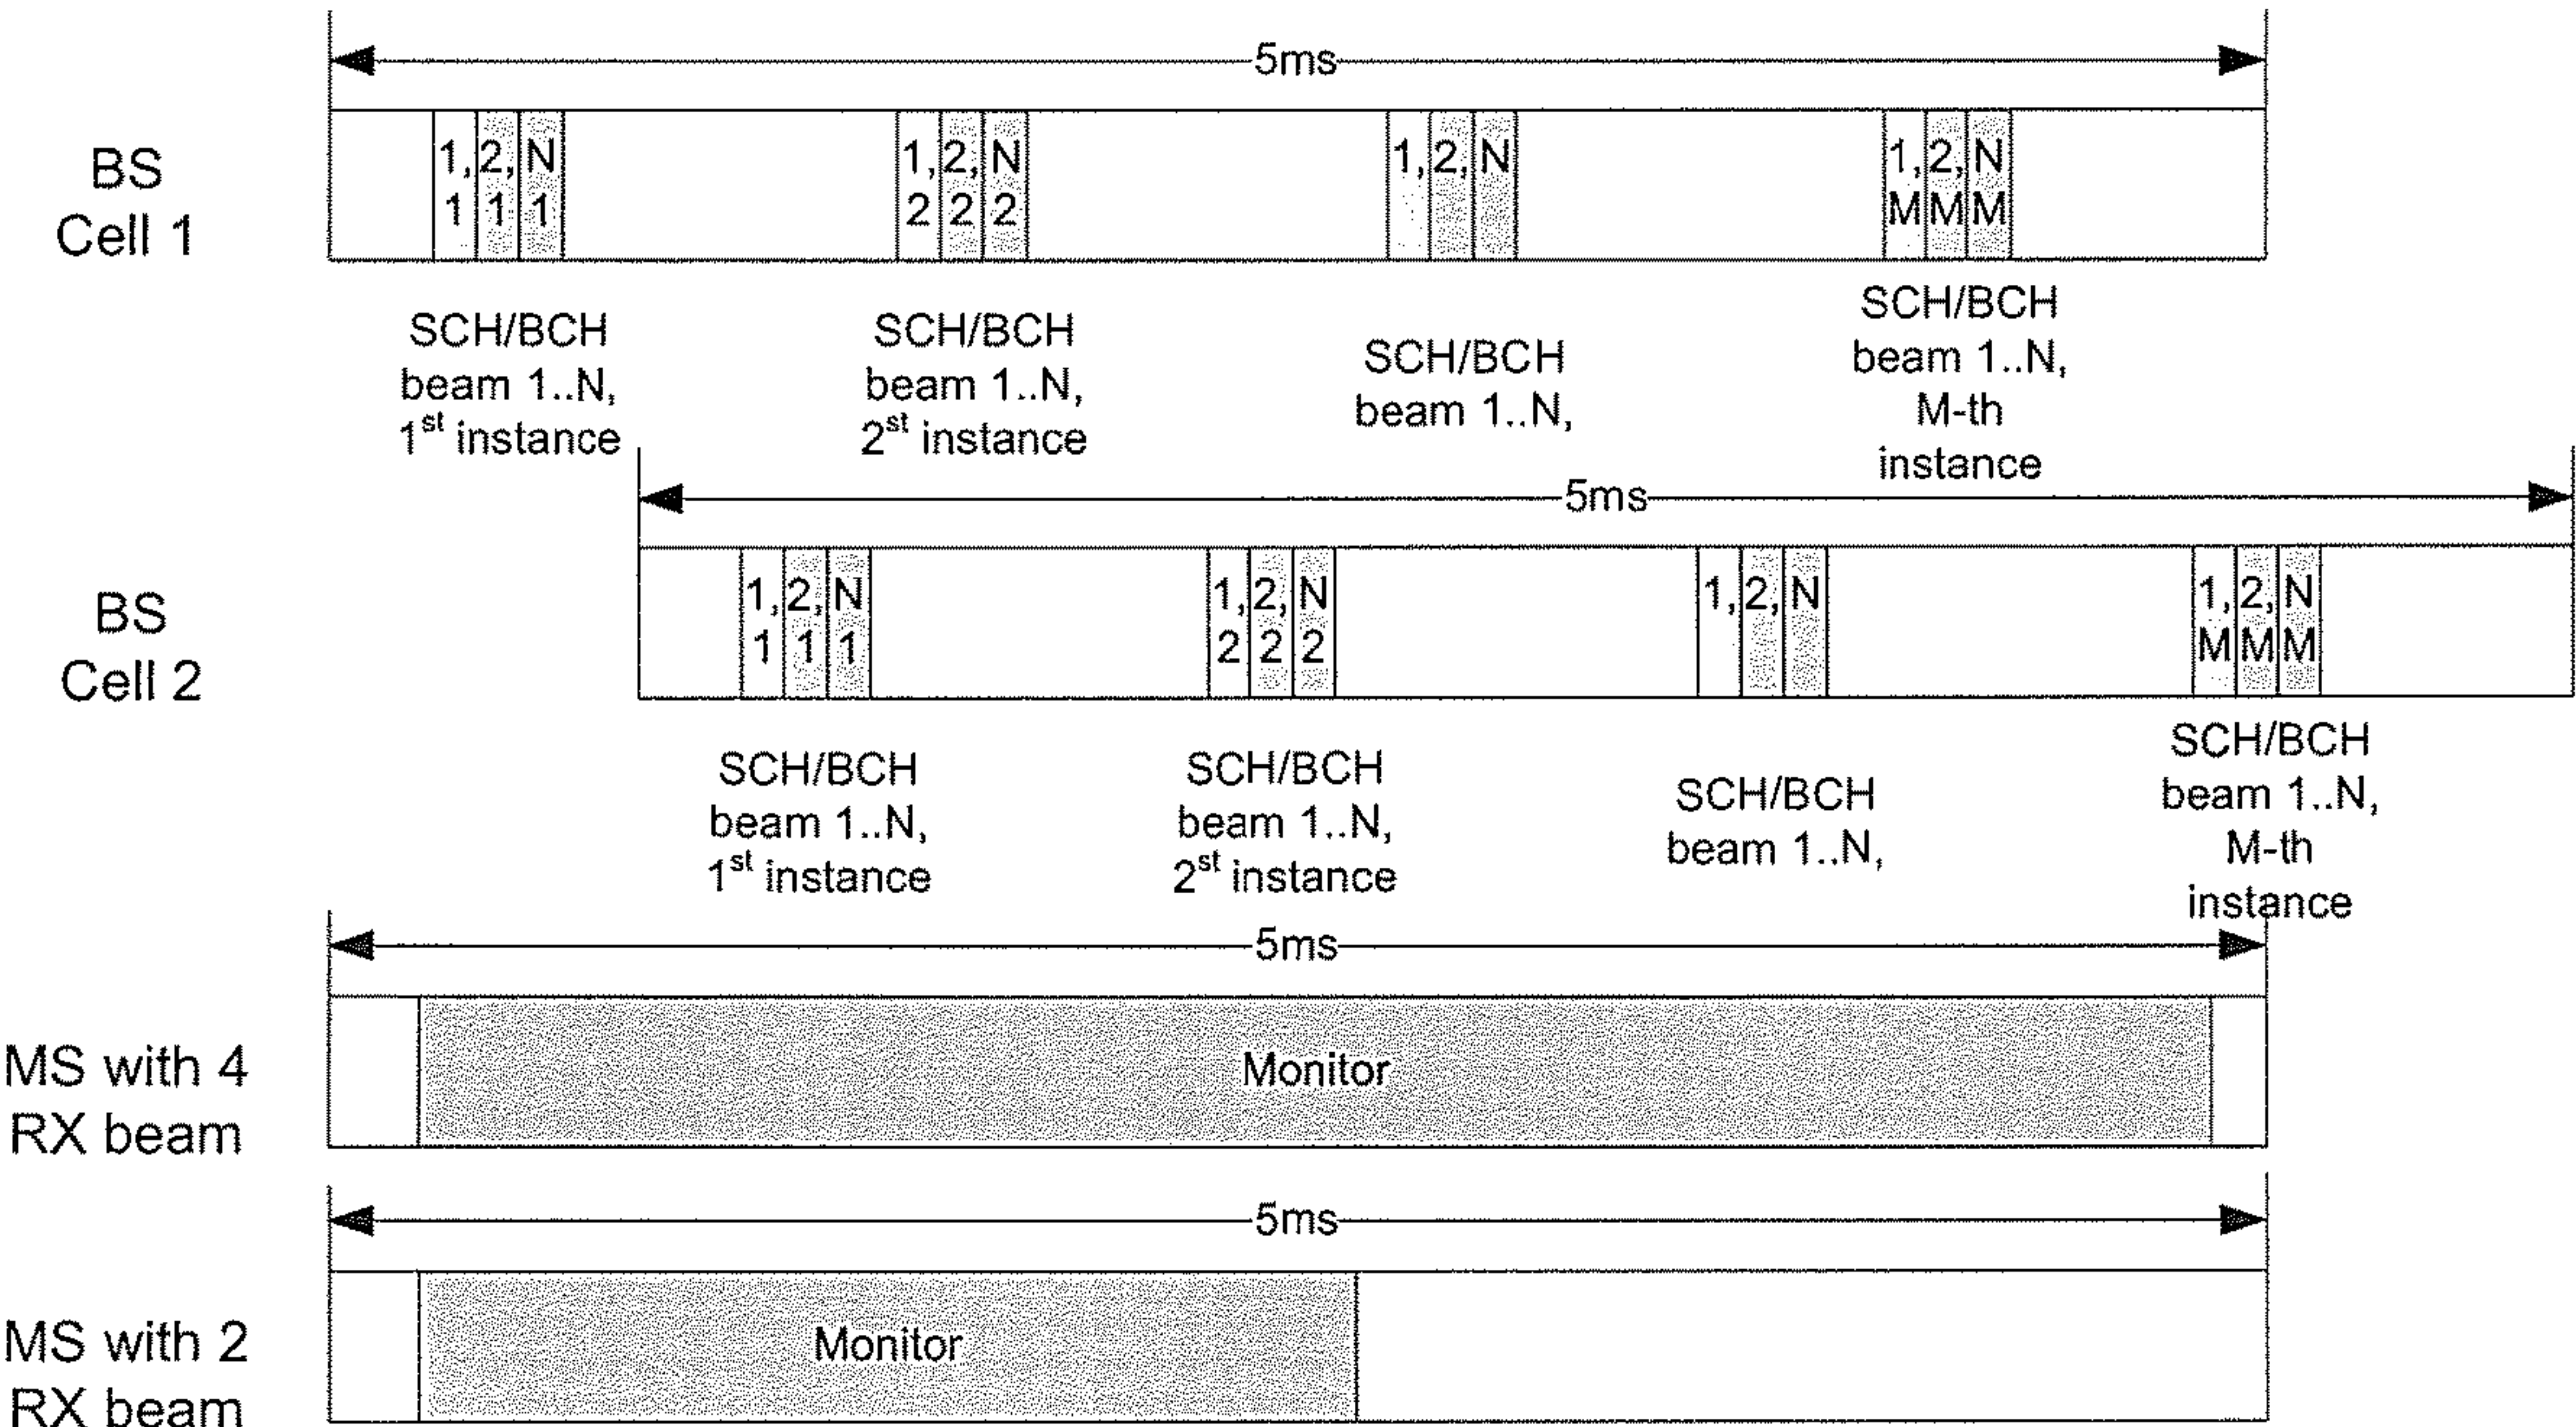 5ms
BS
Cell 1
1, 2, N
1 1 1
1, 2, N
2 2 2
1, 2, N
1, 2, N
M M M
SCH/BCH
beam 1..N,
1st instance
SCH/BCH
beam 1..N,
2st instance
SCH/BCH
beam 1..N,
SCH/BCH
beam 1..N,
M-th
instance
5ms
BS
Cell 2
1, 2, N
1 1 1
1, 2, N
2 2 2
1, 2, N
1, 2, N
M M M
SCH/BCH
beam 1..N,
1st instance
SCH/BCH
beam 1..N,
2st instance
SCH/BCH
beam 1..N,
SCH/BCH
beam 1..N,
M-th
instance
5ms
MS with 4
RX beam
Monitor
5ms
MS with 2
RX beam
Monitor